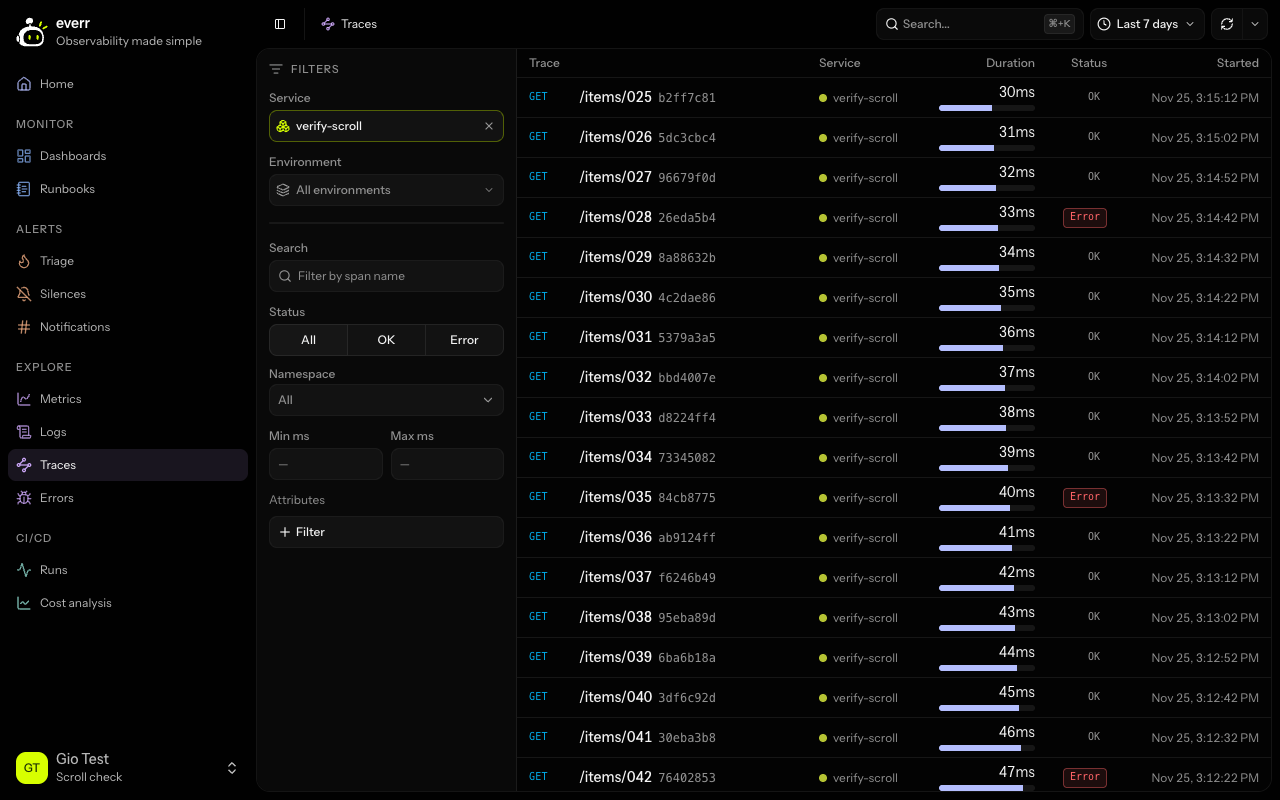 everr
Observability made simple
Home
MONITOR
Dashboards
Runbooks
ALERTS
Triage
Silences
Notifications
EXPLORE
Metrics
Logs
Traces
Errors
CI/CD
Runs
Cost analysis
GT
Gio Test
Scroll check
Traces
Search...
⌘+K
Last 7 days
FILTERS
Service
verify-scroll
Environment
All environments
Search
Filter by span name
Status
All OK Error
Namespace
All
Min ms Max ms
— —
Attributes
+ Filter
Trace Service Duration Status Started
GET /items/025 b2ff7c81 verify-scroll 30ms OK Nov 25, 3:15:12 PM
GET /items/026 5dc3cbc4 verify-scroll 31ms OK Nov 25, 3:15:02 PM
GET /items/027 96679f0d verify-scroll 32ms OK Nov 25, 3:14:52 PM
GET /items/028 26eda5b4 verify-scroll 33ms Error Nov 25, 3:14:42 PM
GET /items/029 8a88632b verify-scroll 34ms OK Nov 25, 3:14:32 PM
GET /items/030 4c2dae86 verify-scroll 35ms OK Nov 25, 3:14:22 PM
GET /items/031 5379a3a5 verify-scroll 36ms OK Nov 25, 3:14:12 PM
GET /items/032 bbd4007e verify-scroll 37ms OK Nov 25, 3:14:02 PM
GET /items/033 d8224ff4 verify-scroll 38ms OK Nov 25, 3:13:52 PM
GET /items/034 73345082 verify-scroll 39ms OK Nov 25, 3:13:42 PM
GET /items/035 84cb8775 verify-scroll 40ms Error Nov 25, 3:13:32 PM
GET /items/036 ab9124ff verify-scroll 41ms OK Nov 25, 3:13:22 PM
GET /items/037 f6246b49 verify-scroll 42ms OK Nov 25, 3:13:12 PM
GET /items/038 95eba89d verify-scroll 43ms OK Nov 25, 3:13:02 PM
GET /items/039 6ba6b18a verify-scroll 44ms OK Nov 25, 3:12:52 PM
GET /items/040 3df6c92d verify-scroll 45ms OK Nov 25, 3:12:42 PM
GET /items/041 30eba3b8 verify-scroll 46ms OK Nov 25, 3:12:32 PM
GET /items/042 76402853 verify-scroll 47ms Error Nov 25, 3:12:22 PM